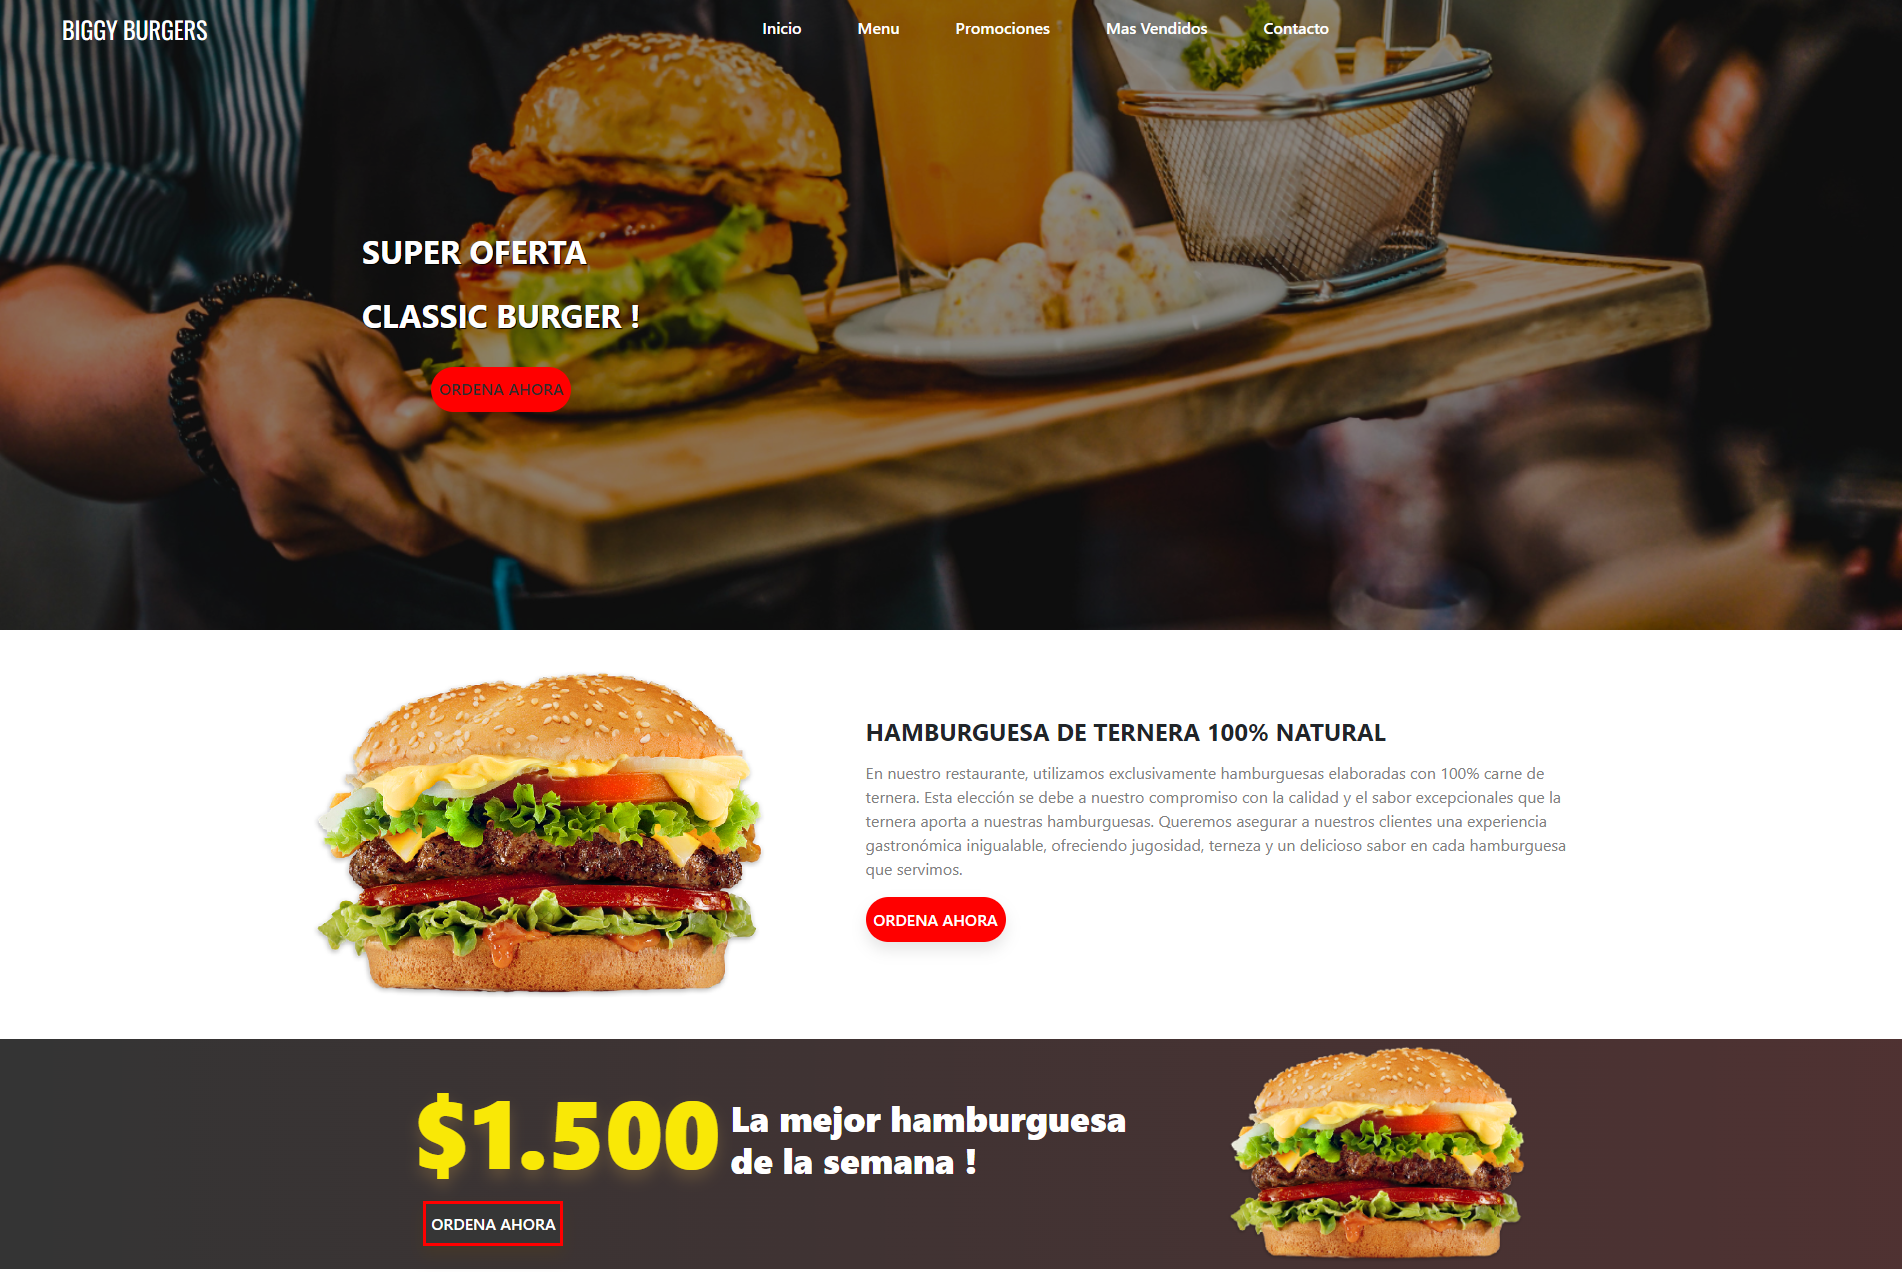 BIGGY BURGERS
Inicio Menu Promociones Mas Vendidos Contacto
SUPER OFERTA
CLASSIC BURGER !
ORDENA AHORA
HAMBURGUESA DE TERNERA 100% NATURAL
En nuestro restaurante, utilizamos exclusivamente hamburguesas elaboradas con 100% carne de
ternera. Esta elección se debe a nuestro compromiso con la calidad y el sabor excepcionales que la
ternera aporta a nuestras hamburguesas. Queremos asegurar a nuestros clientes una experiencia
gastronómica inigualable, ofreciendo jugosidad, terneza y un delicioso sabor en cada hamburguesa
que servimos.
ORDENA AHORA
$1.500
La mejor hamburguesa
de la semana !
ORDENA AHORA